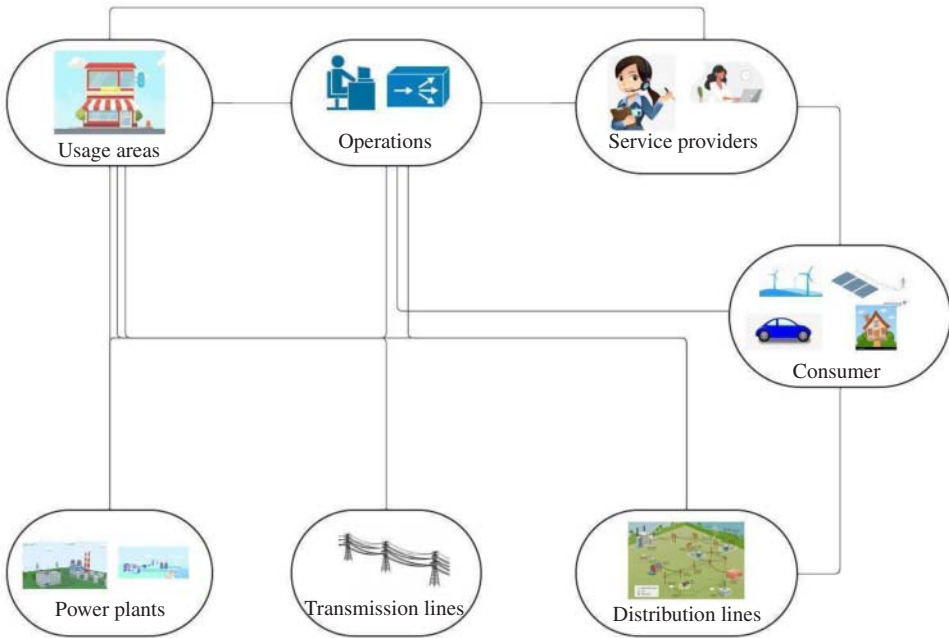 Usage areas
Operations
Service providers
Consumer
Power plants
Transmission lines
Distribution lines